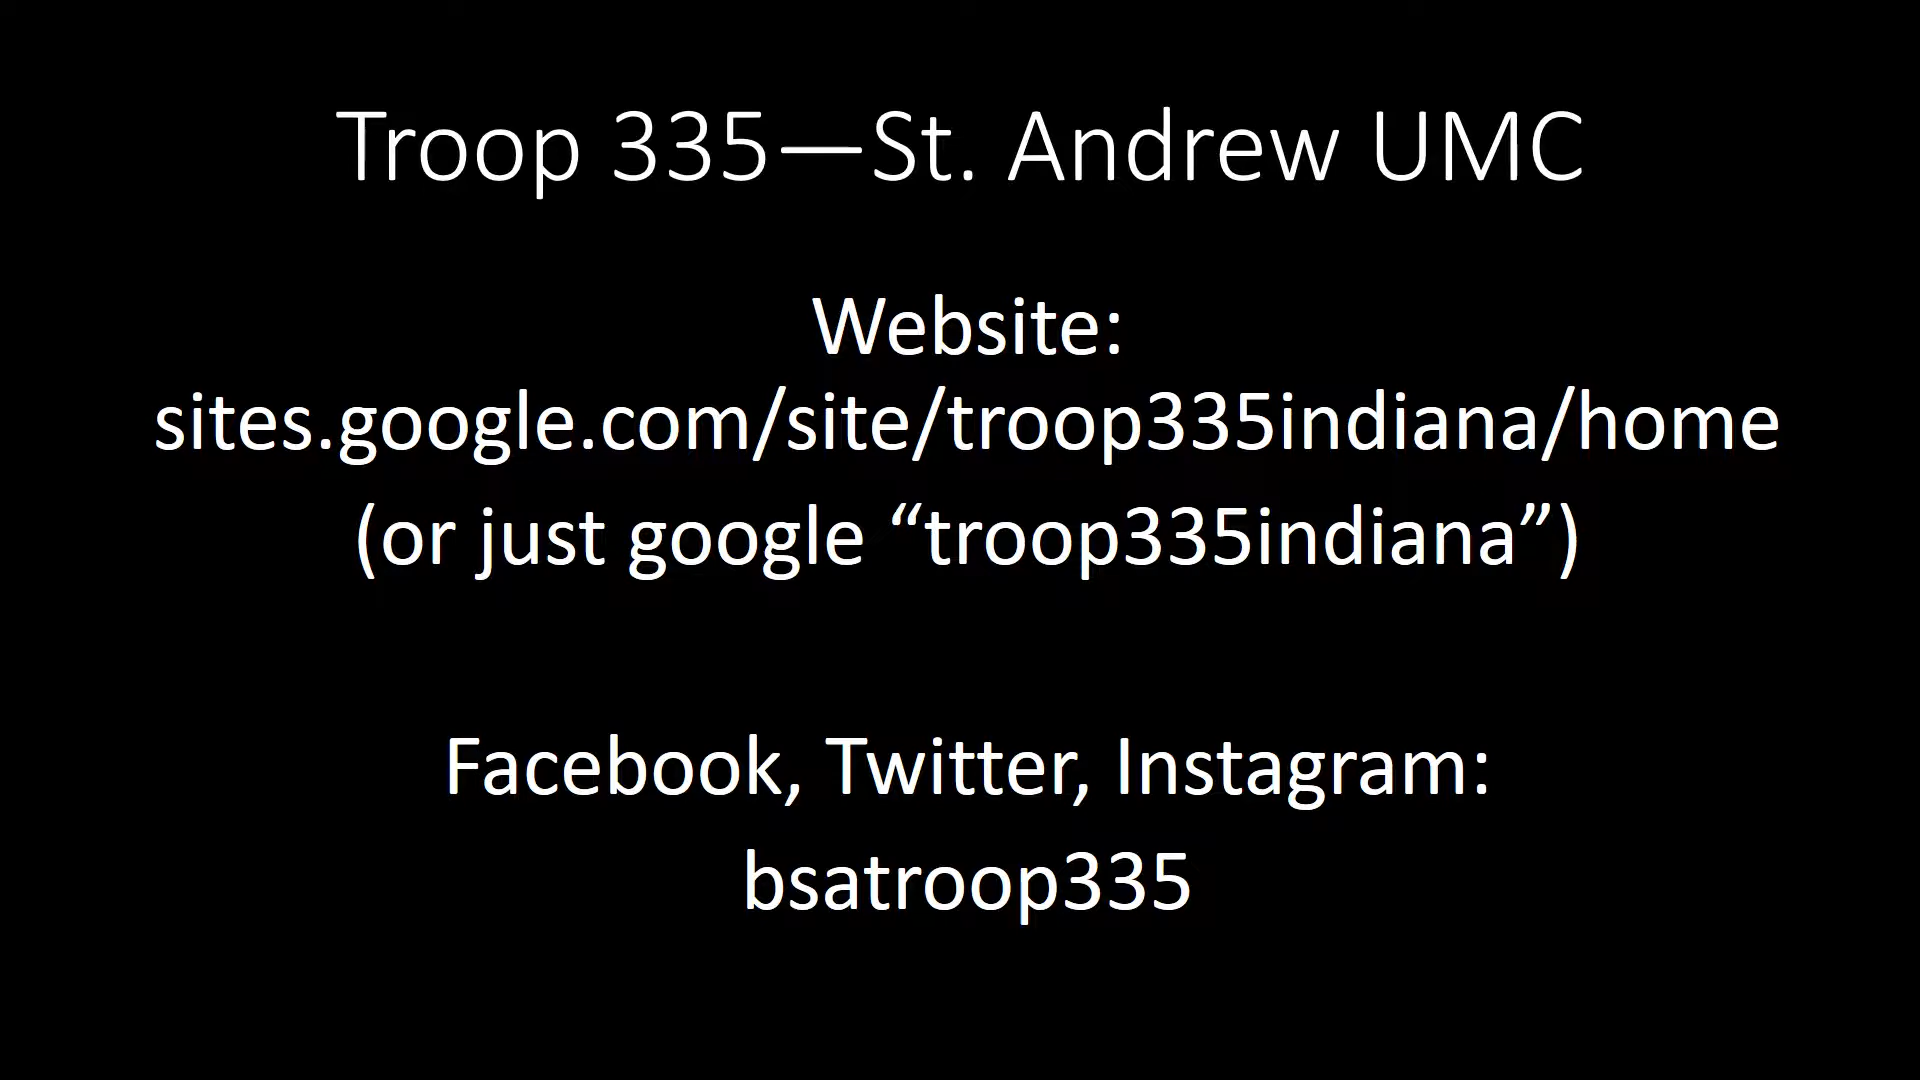 Troop 335—St. Andrew UMC
Website:
sites.google.com/site/troop335indiana/home
(or just google “troop335indiana”)
Facebook, Twitter, Instagram:
bsatroop335